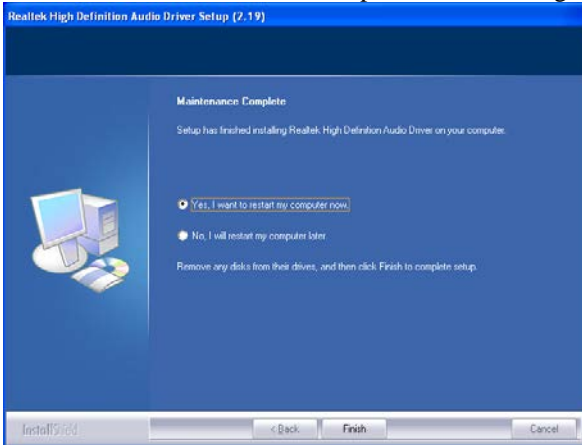 Realtek High Definition Audio Driver Setup (2.19)
Maintenance Complete
Setup has finished installing Realtek High Definition Audio Driver on your computer.
Yes, I want to restart my computer now.
No, I will restart my computer later.
Remove any disks from their drives, and then click Finish to complete setup.
InstallShield
< Back
Finish
Cancel